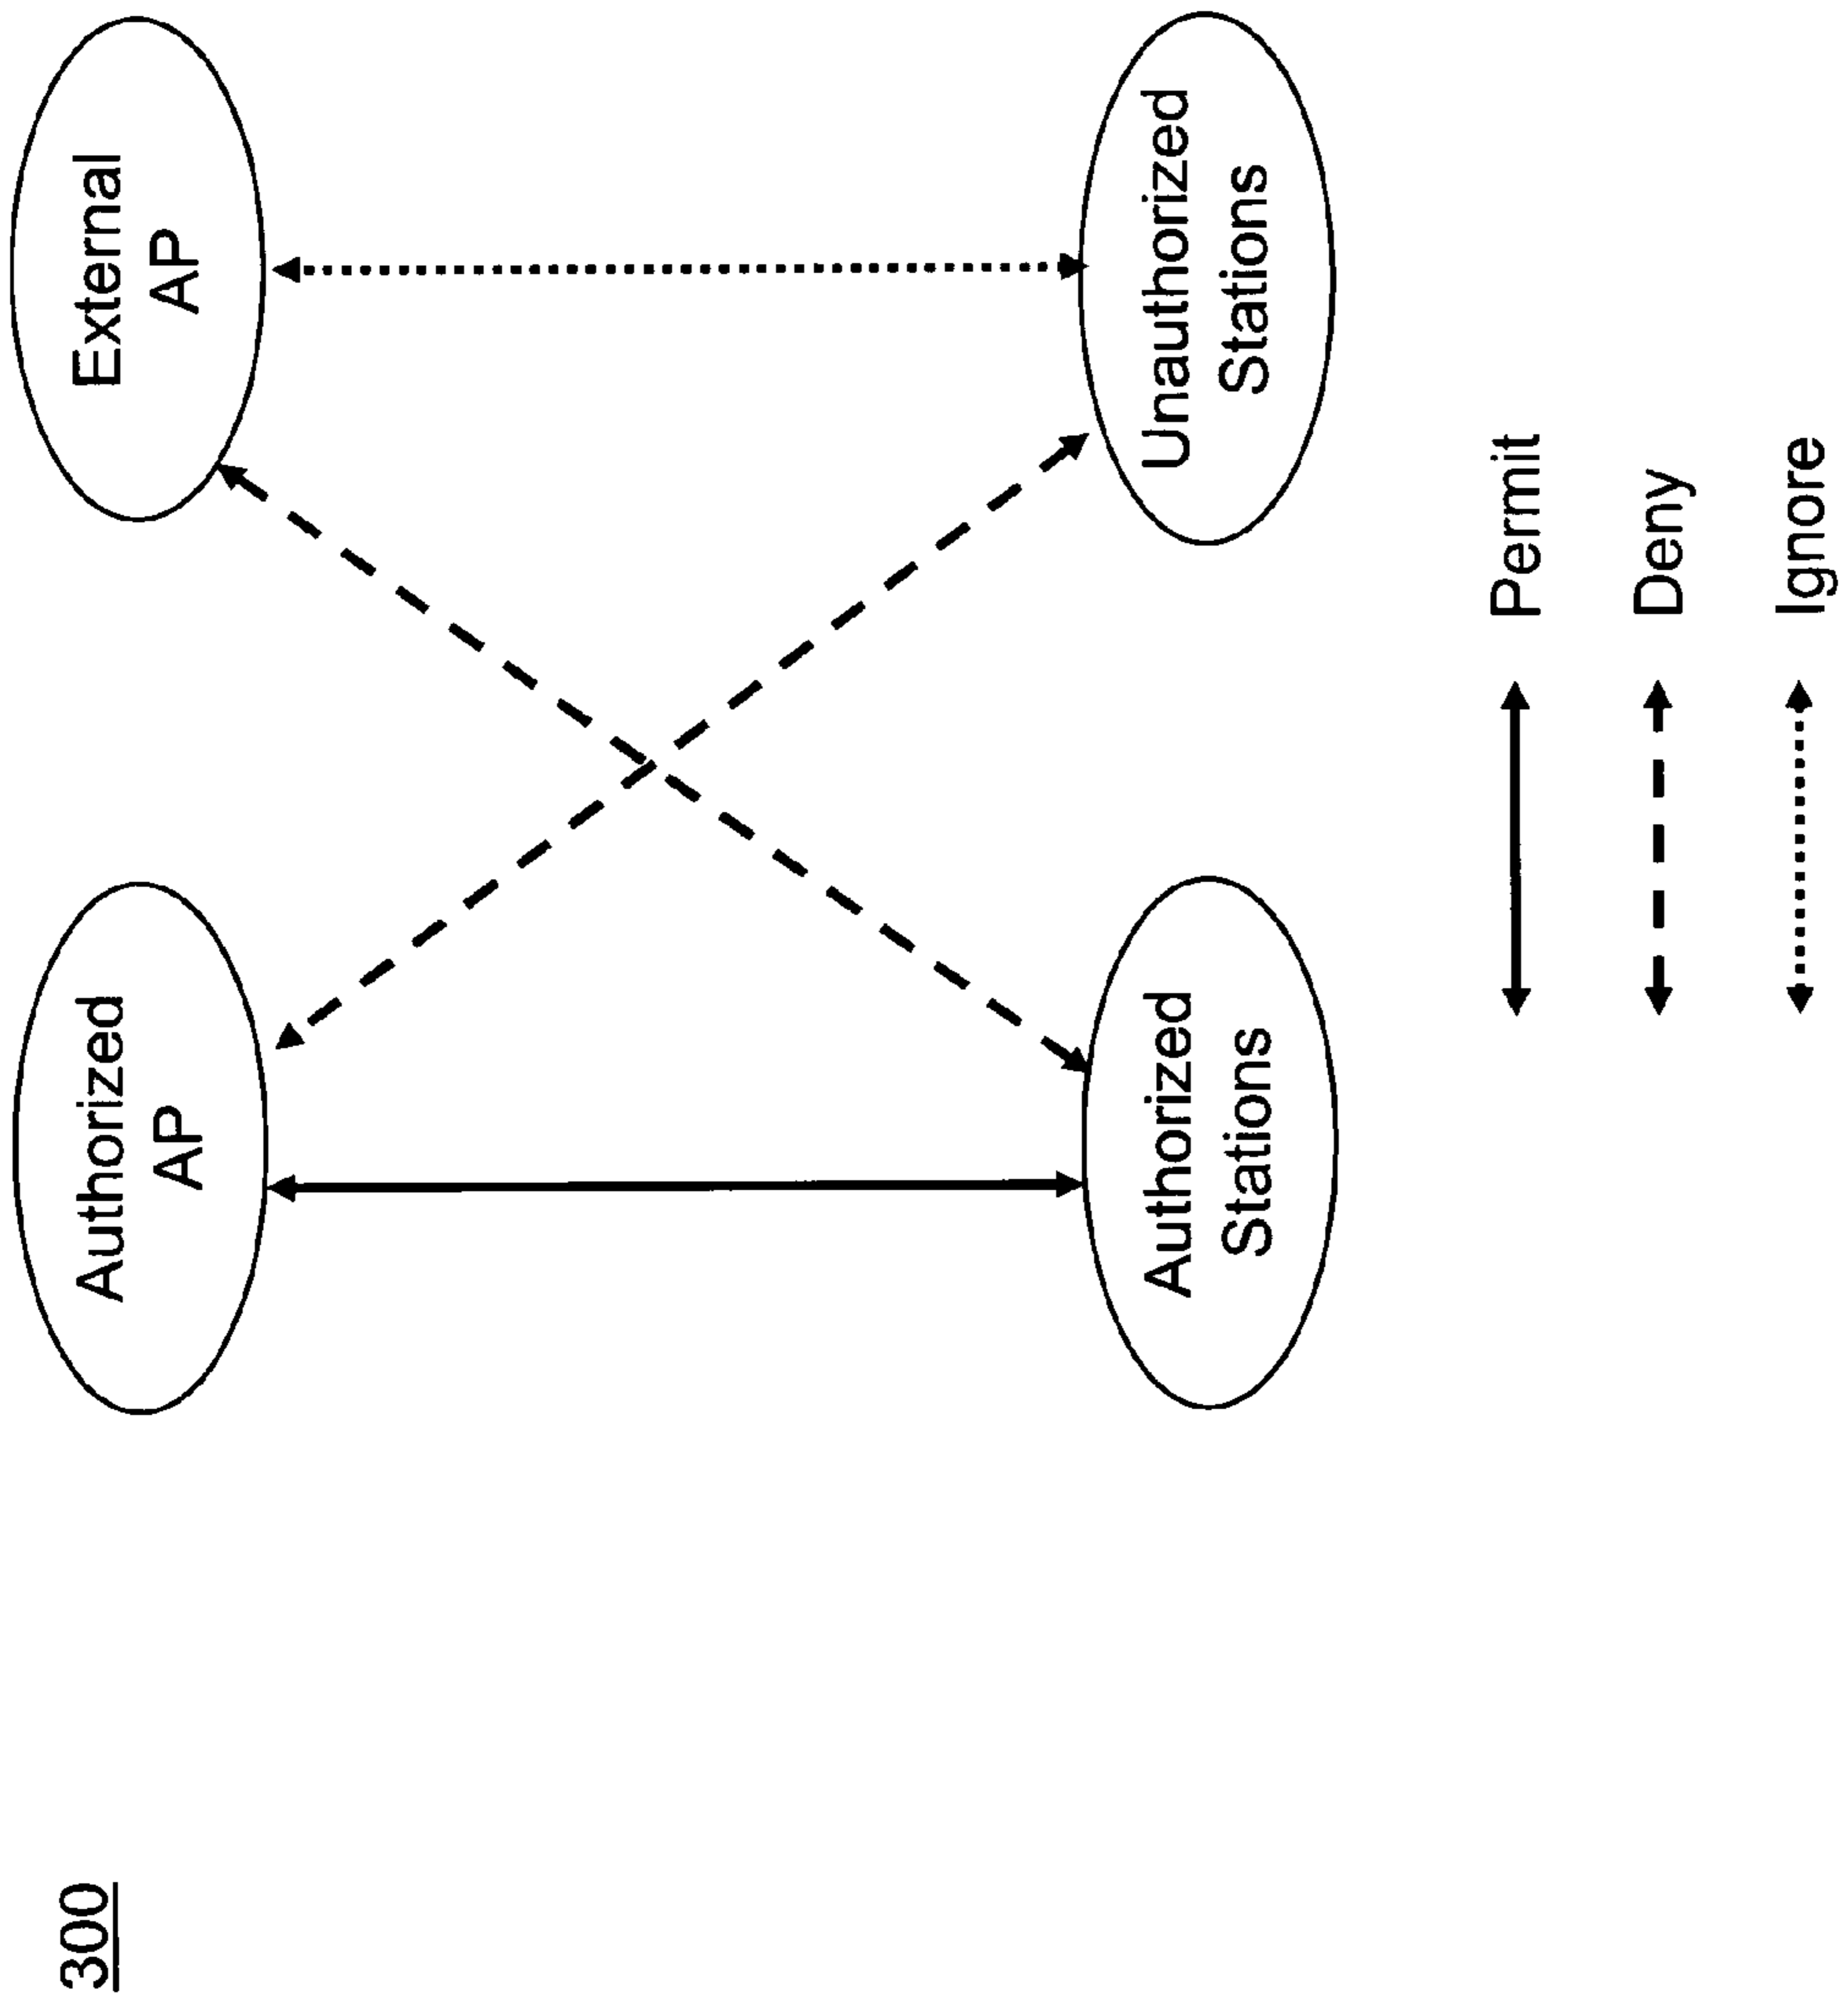 300
Authorized
AP
External
AP
Authorized
Stations
Unauthorized
Stations
Permit
Deny
Ignore